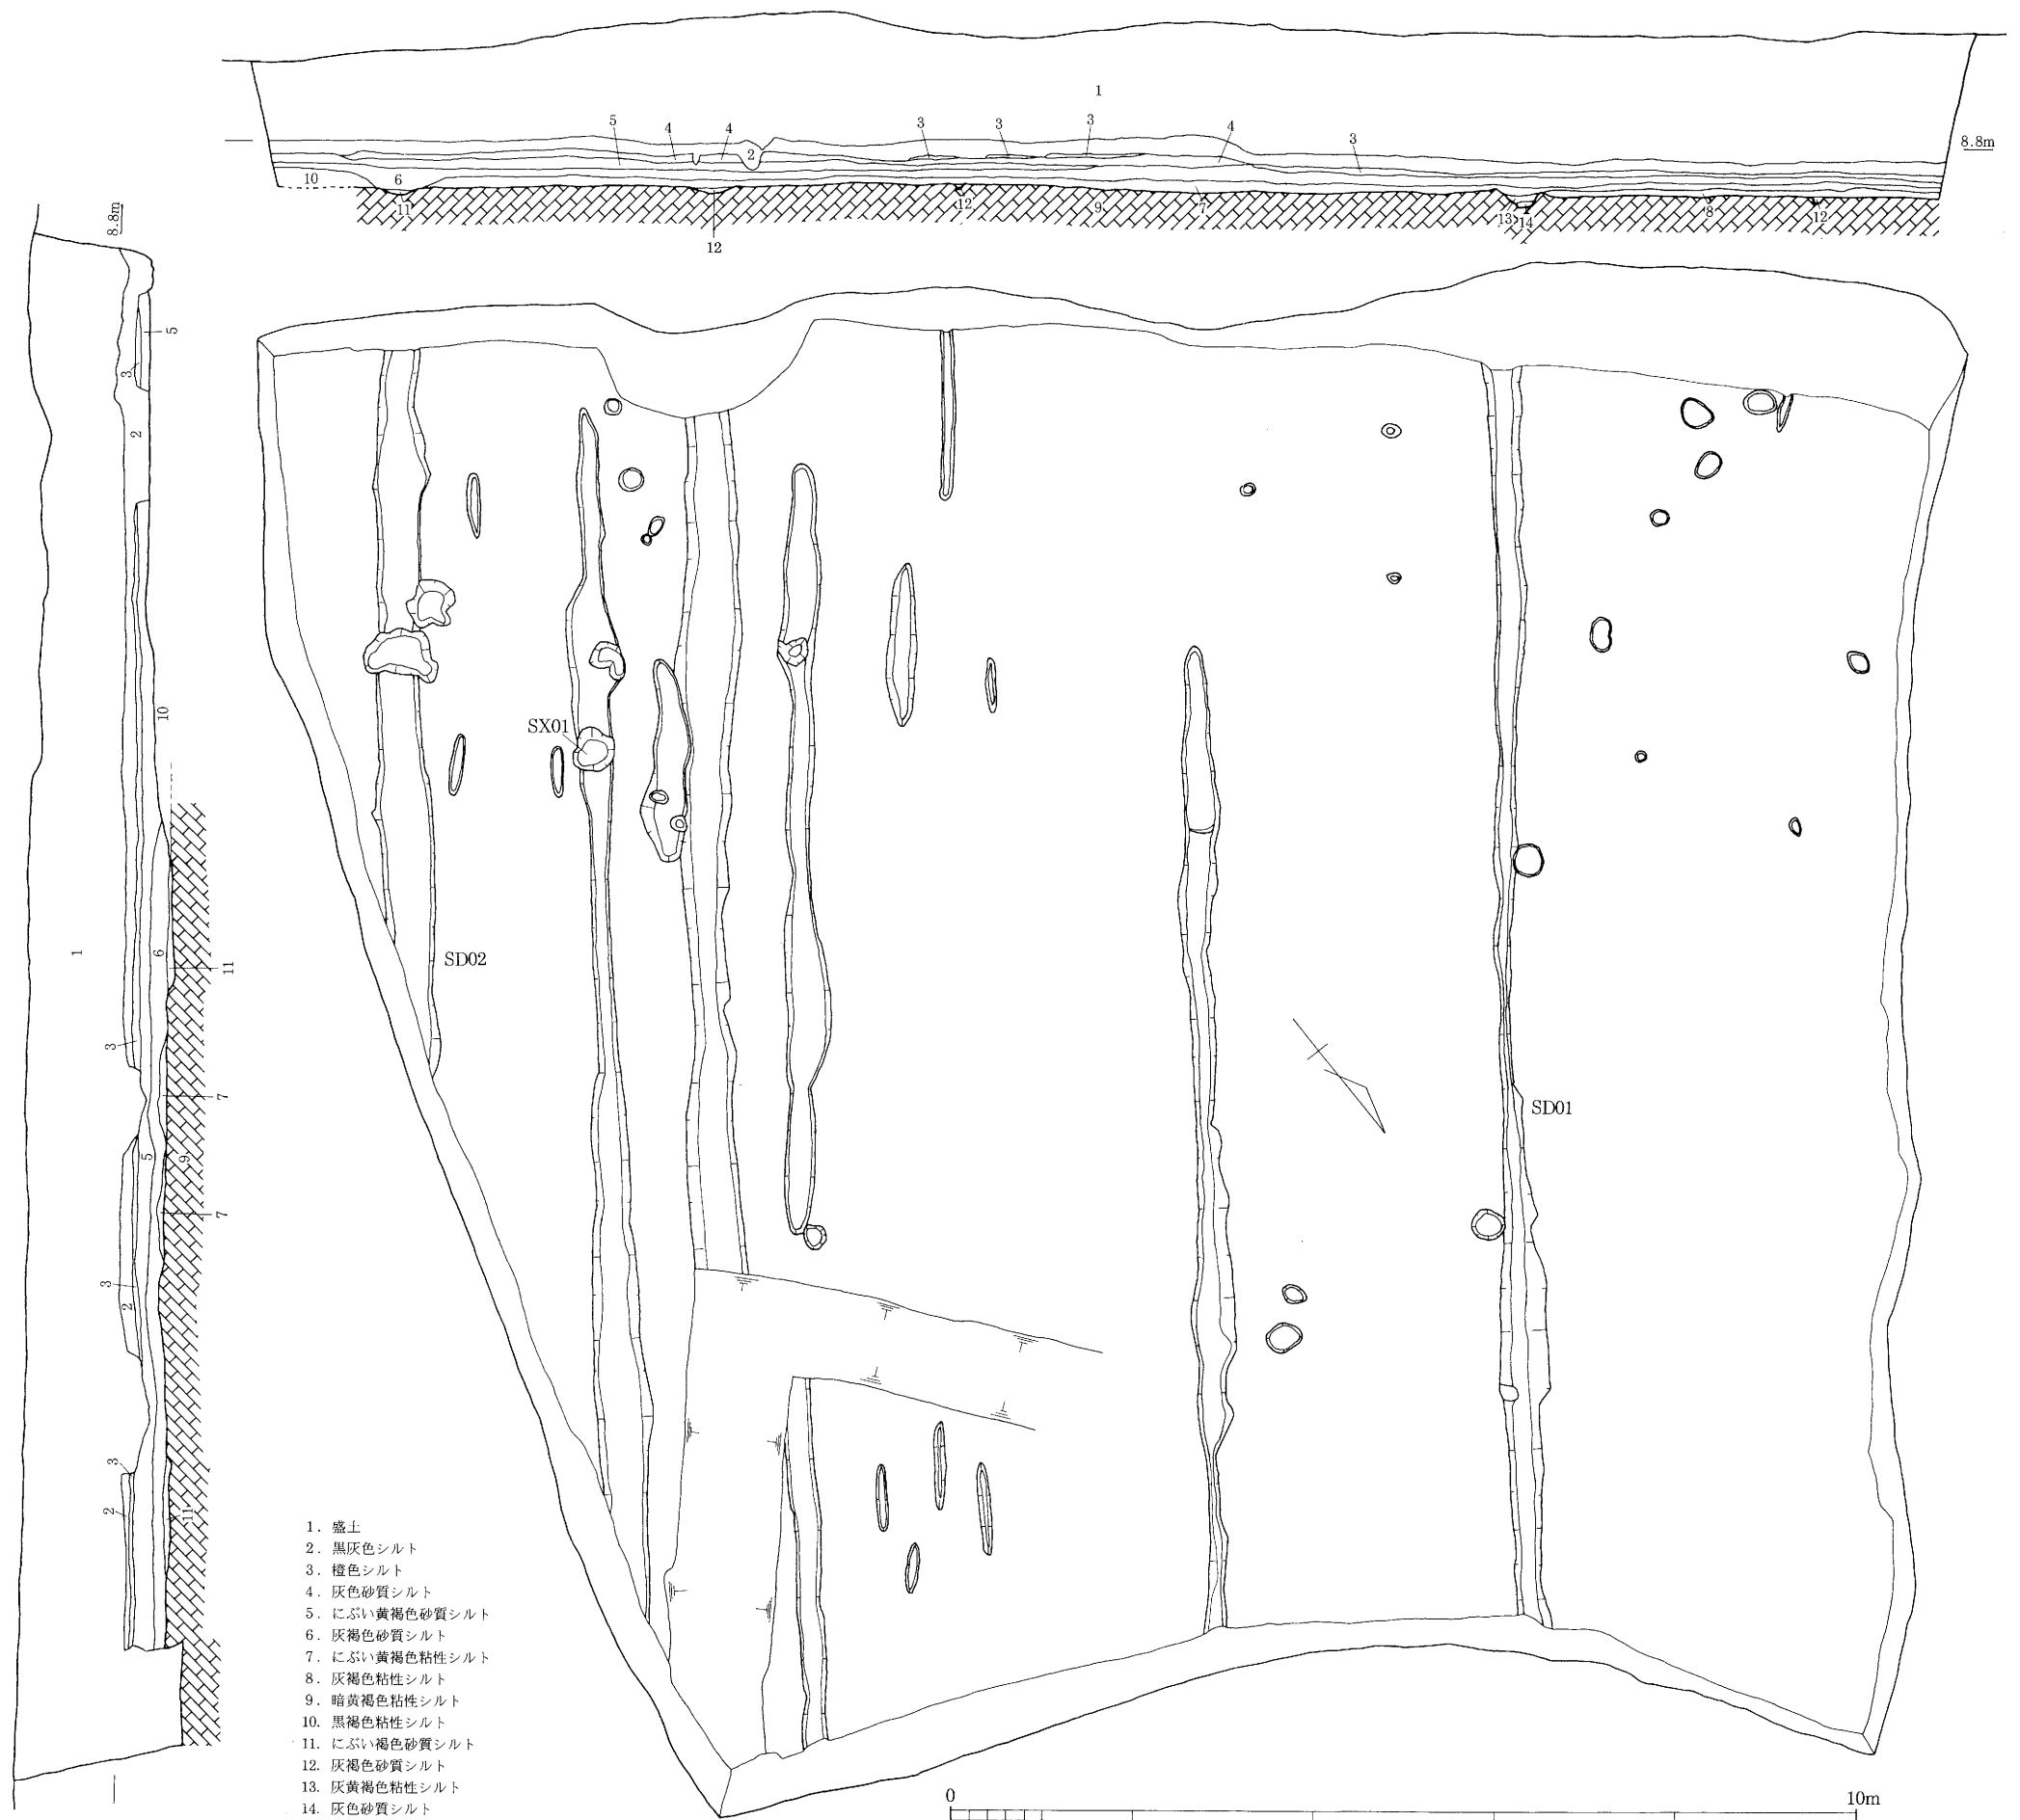 1
5
4
4
2
3
3
3
4
3
8.8m
10
6
11
12
12
9
7
13
14
8
12
8.8m
5
3
2
10
1
6
11
3
7
5
9
7
3
2
3
2
11
SX01
SD02
SD01
1. 盛土
2. 黒灰色シルト
3. 橙色シルト
4. 灰色砂質シルト
5. にぶい黄褐色砂質シルト
6. 灰褐色砂質シルト
7. にぶい黄褐色粘性シルト
8. 灰褐色粘性シルト
9. 暗黄褐色粘性シルト
10. 黒褐色粘性シルト
11. にぶい褐色砂質シルト
12. 灰褐色砂質シルト
13. 灰黄褐色粘性シルト
14. 灰色砂質シルト
0 10m